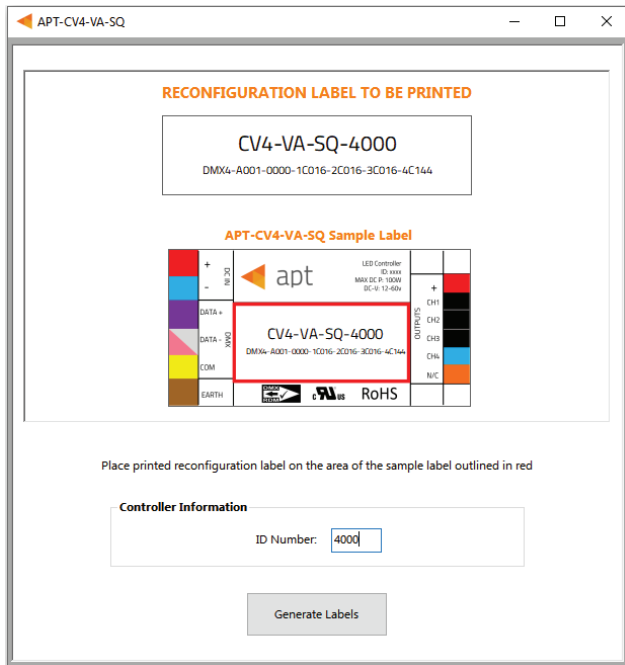 APT-CV4-VA-SQ
RECONFIGURATION LABEL TO BE PRINTED
CV4-VA-SQ-4000
DMX4-A001-0000-1C016-2C016-3C016-4C144
APT-CV4-VA-SQ Sample Label
+
-
DC IN
DATA +
DATA -
DMX
COM
EARTH
apt
LED Controller
ID: xxxx
MAX DC P: 100W
DC-V: 12-60v
CV4-VA-SQ-4000
DMX4-A001-0000-1C016-2C016-3C016-4C144
DMX
RDM
c RU us
RoHS
OUTPUTS
+
CH1
CH2
CH3
CH4
N/C
Place printed reconfiguration label on the area of the sample label outlined in red
Controller Information
ID Number: 4000
Generate Labels